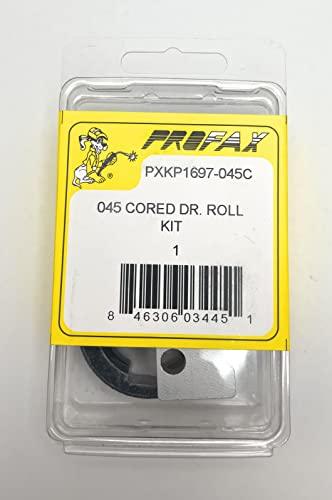 PROFAX
®
PXKP1697-045C
045 CORED DR. ROLL
KIT
1
8 46306 03445 1